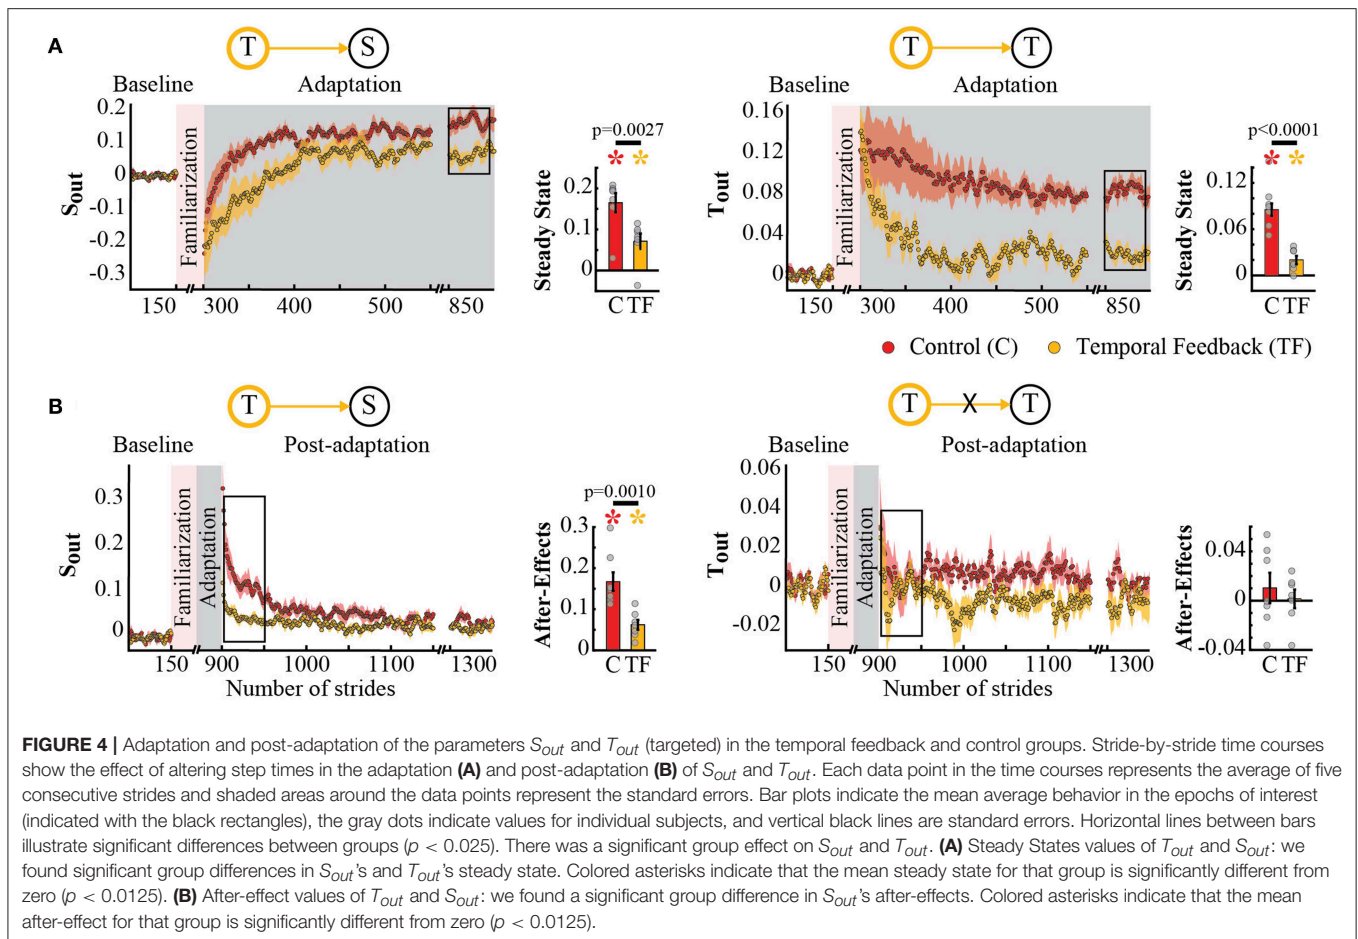 A
T
S
Baseline
Adaptation
Sout
0.2
0.1
0
-0.1
-0.2
-0.3
Familiarization
150
300
400
500
850
p=0.0027
* *
Steady State
0.2
0.1
0
C TF
T
T
Baseline
Adaptation
Tout
0.16
0.12
0.08
0.04
0
Familiarization
150
300
400
500
850
p<0.0001
* *
Steady State
0.12
0.06
0
C TF
Control (C)
Temporal Feedback (TF)
B
T
S
Baseline
Post-adaptation
Sout
0.3
0.2
0.1
0
Familiarization
Adaptation
150
900
1000
1100
1300
Number of strides
p=0.0010
* *
After-Effects
0.3
0.2
0.1
0
C TF
T
X
T
Baseline
Post-adaptation
Tout
0.06
0.04
0.02
0
-0.02
Familiarization
Adaptation
150
900
1000
1100
1300
Number of strides
After-Effects
0.04
0
-0.04
C TF
FIGURE 4 | Adaptation and post-adaptation of the parameters Sout and Tout (targeted) in the temporal feedback and control groups. Stride-by-stride time courses
show the effect of altering step times in the adaptation (A) and post-adaptation (B) of Sout and Tout. Each data point in the time courses represents the average of five
consecutive strides and shaded areas around the data points represent the standard errors. Bar plots indicate the mean average behavior in the epochs of interest
(indicated with the black rectangles), the gray dots indicate values for individual subjects, and vertical black lines are standard errors. Horizontal lines between bars
illustrate significant differences between groups (p < 0.025). There was a significant group effect on Sout and Tout. (A) Steady States values of Tout and Sout: we
found significant group differences in Sout's and Tout's steady state. Colored asterisks indicate that the mean steady state for that group is significantly different from
zero (p < 0.0125). (B) After-effect values of Tout and Sout: we found a significant group difference in Sout's after-effects. Colored asterisks indicate that the mean
after-effect for that group is significantly different from zero (p < 0.0125).